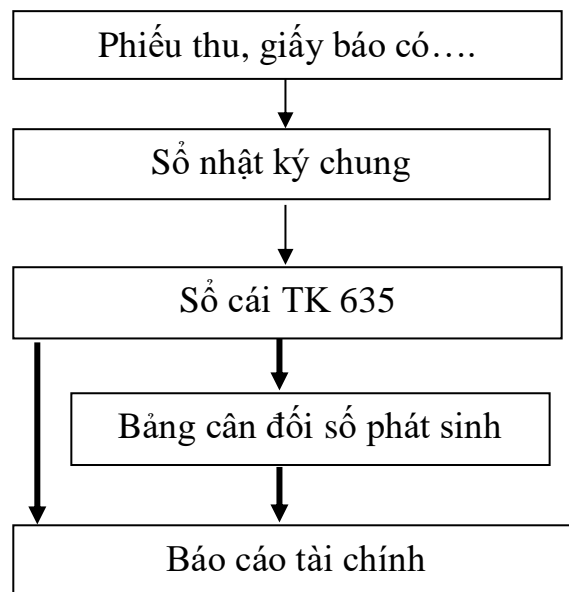 Phiếu thu, giấy báo có….
Sổ nhật ký chung
Sổ cái TK 635
Bảng cân đối số phát sinh
Báo cáo tài chính